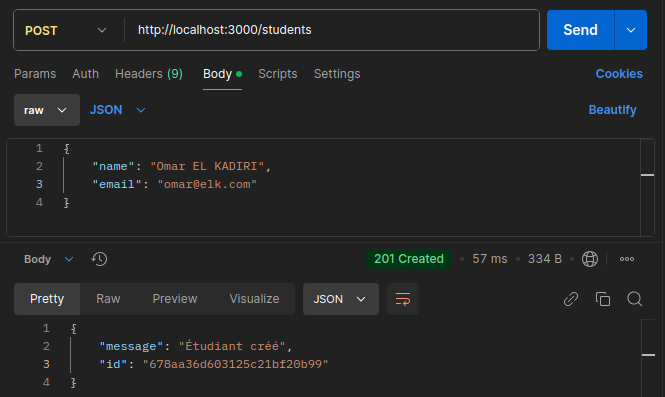 POST http://localhost:3000/students Send
Params Auth Headers (9) Body Scripts Settings Cookies
raw JSON Beautify
1 {
2 "name": "Omar EL KADIRI",
3 "email": "omar@elk.com"
4 }
Body 201 Created • 57 ms • 334 B •
Pretty Raw Preview Visualize JSON
1 {
2 "message": "Étudiant créé",
3 "id": "678aa36d603125c21bf20b99"
4 }